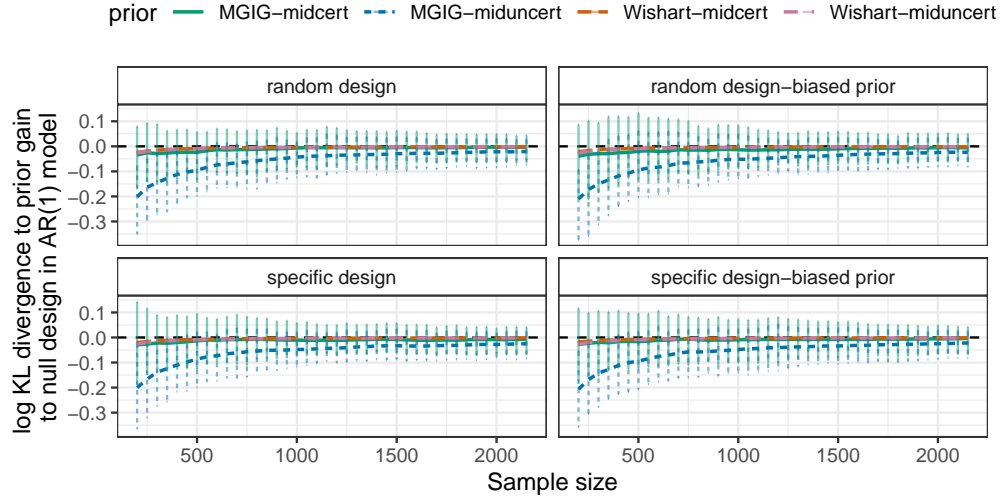 prior MGIG−midcert MGIG−miduncert Wishart−midcert Wishart−miduncert
random design random design−biased prior
0.1
0.0
−0.1
−0.2
−0.3
specific design specific design−biased prior
0.1
0.0
−0.1
−0.2
−0.3
log KL divergence to prior gain
to null design in AR(1) model
500 1000 1500 2000 500 1000 1500 2000
Sample size